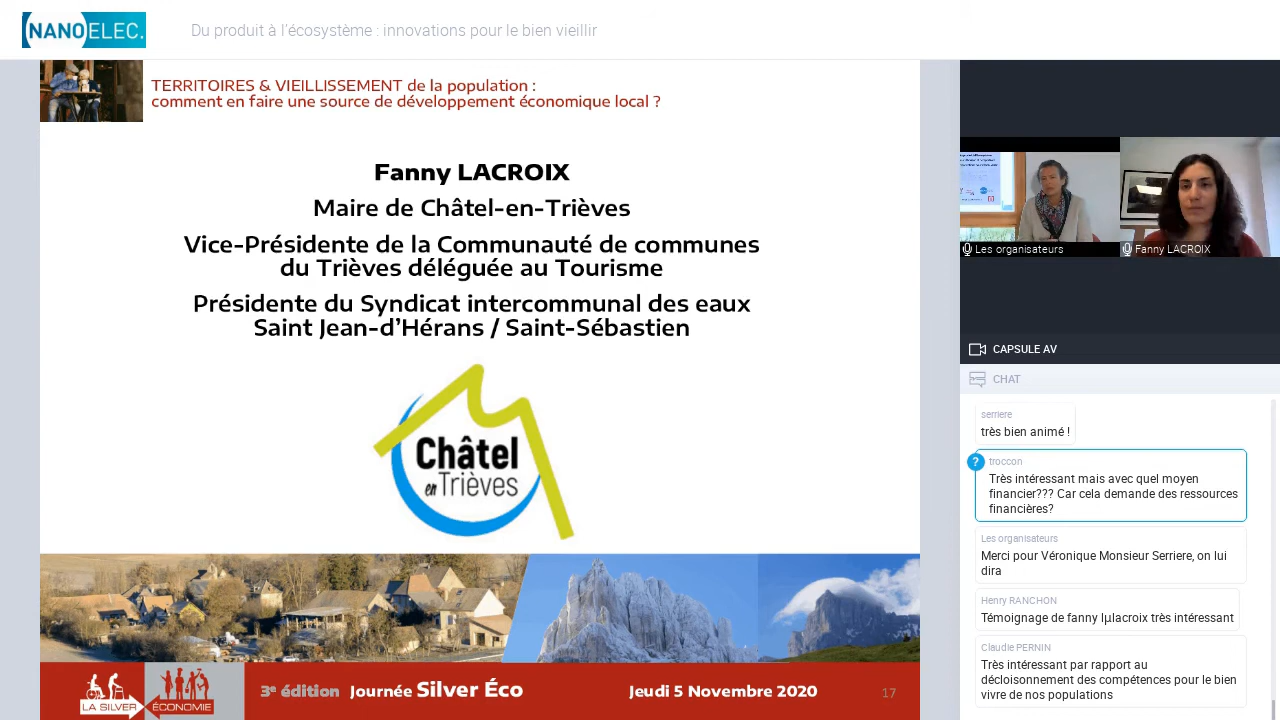 NANOELEC.
Du produit à l'écosystème : innovations pour le bien vieillir
TERRITOIRES & VIEILLISSEMENT de la population :
comment en faire une source de développement économique local ?
Fanny LACROIX
Maire de Châtel-en-Trièves
Vice-Présidente de la Communauté de communes
du Trièves déléguée au Tourisme
Présidente du Syndicat intercommunal des eaux
Saint Jean-d'Hérans / Saint-Sébastien
Châtel
en Trièves
LA SILVER ÉCONOMIE
3e édition Journée Silver Éco
Jeudi 5 Novembre 2020
17
Les organisateurs
Fanny LACROIX
CAPSULE AV
CHAT
serriere
très bien animé !
?
troccon
Très intéressant mais avec quel moyen
financier??? Car cela demande des ressources
financières?
Les organisateurs
Merci pour Véronique Monsieur Serriere, on lui
dira
Henry RANCHON
Témoignage de fanny lµlacroix très intéressant
Claudie PERNIN
Très intéressant par rapport au
décloisonnement des compétences pour le bien
vivre de nos populations